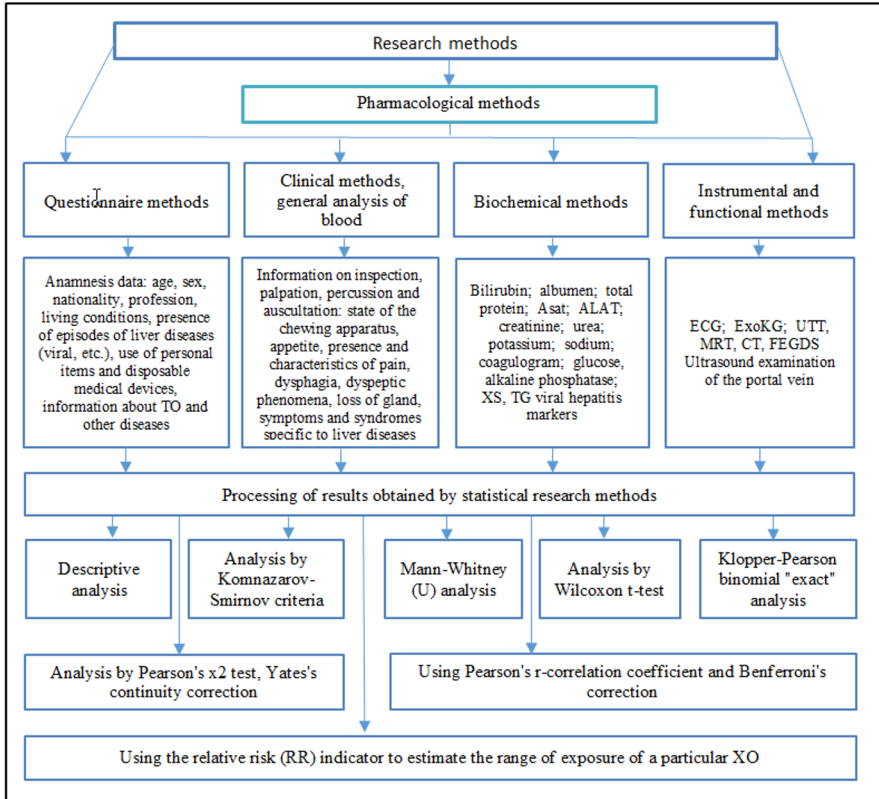 Research methods
Pharmacological methods
Questionnaire methods
Clinical methods,
general analysis of
blood
Biochemical methods
Instrumental and
functional methods
Anamnesis data: age, sex,
nationality, profession,
living conditions, presence
of episodes of liver diseases
(viral, etc.), use of personal
items and disposable
medical devices,
information about TO and
other diseases
Information on inspection,
palpation, percussion and
auscultation: state of the
chewing apparatus,
appetite, presence and
characteristics of pain,
dysphagia, dyspeptic
phenomena, loss of gland,
symptoms and syndromes
specific to liver diseases
Bilirubin; albumen; total
protein; Asat; ALAT;
creatinine; urea;
potassium; sodium;
coagulogram; glucose,
alkaline phosphatase;
XS, TG viral hepatitis
markers
ECG; ExoKG; UTT,
MRT, CT, FEGDS
Ultrasound examination
of the portal vein
Processing of results obtained by statistical research methods
Descriptive
analysis
Analysis by
Komnazarov-
Smirnov criteria
Mann-Whitney
(U) analysis
Analysis by
Wilcoxon t-test
Klopper-Pearson
binomial "exact"
analysis
Analysis by Pearson's x2 test, Yates's
continuity correction
Using Pearson's r-correlation coefficient and Benferroni's
correction
Using the relative risk (RR) indicator to estimate the range of exposure of a particular XO